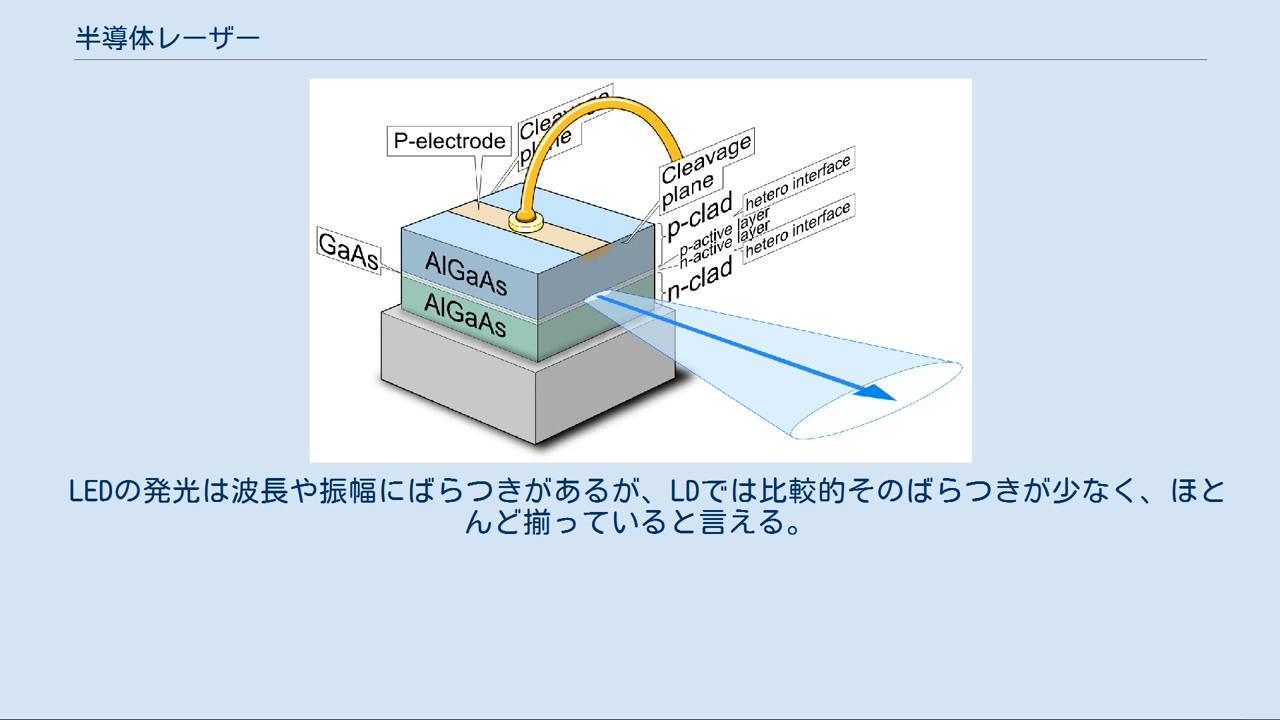 半導体レーザー
P-electrode
Cleavage
plane
Cleavage
plane
p-clad
hetero interface
p-active layer
n-active layer
hetero interface
n-clad
GaAs
AlGaAs
AlGaAs
LEDの発光は波長や振幅にばらつきがあるが、LDでは比較的そのばらつきが少なく、ほと
んど揃っていると言える。